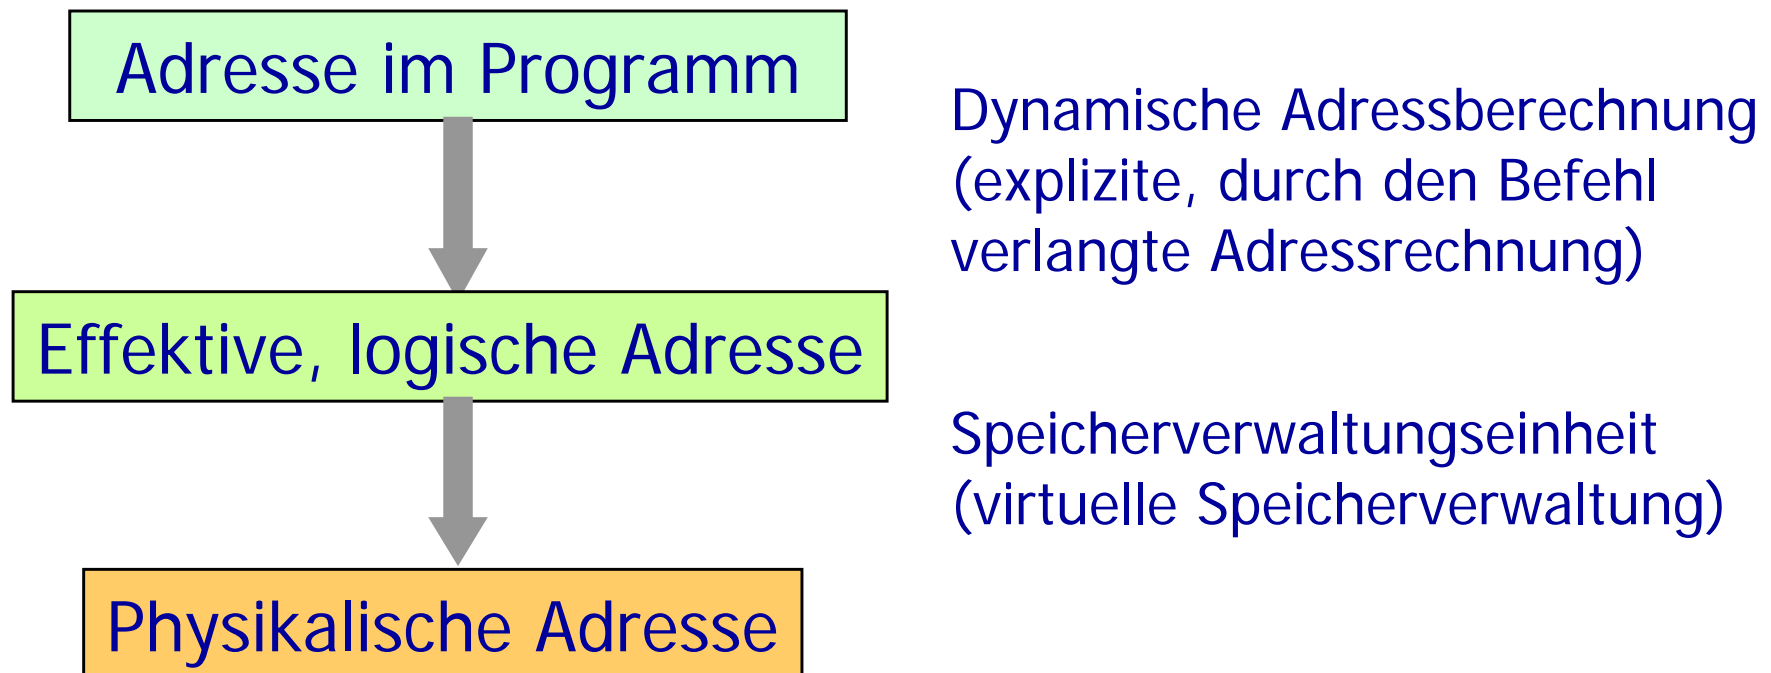 Adresse im Programm
Dynamische Adressberechnung
(explizite, durch den Befehl
verlangte Adressrechnung)
Effektive, logische Adresse
Speicherverwaltungseinheit
(virtuelle Speicherverwaltung)
Physikalische Adresse